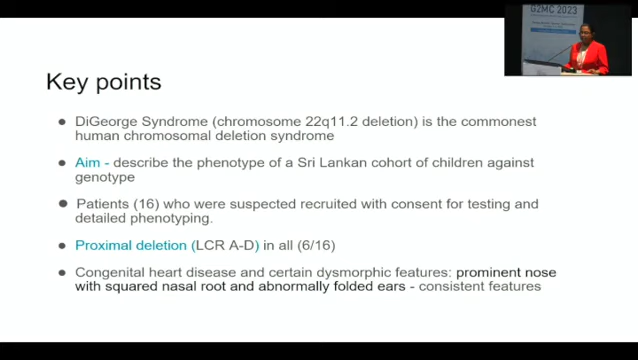 G2MC 2023
Key points
● DiGeorge Syndrome (chromosome 22q11.2 deletion) is the commonest
human chromosomal deletion syndrome
● Aim - describe the phenotype of a Sri Lankan cohort of children against
genotype
● Patients (16) who were suspected recruited with consent for testing and
detailed phenotyping.
● Proximal deletion (LCR A-D) in all (6/16)
● Congenital heart disease and certain dysmorphic features: prominent nose
with squared nasal root and abnormally folded ears - consistent features